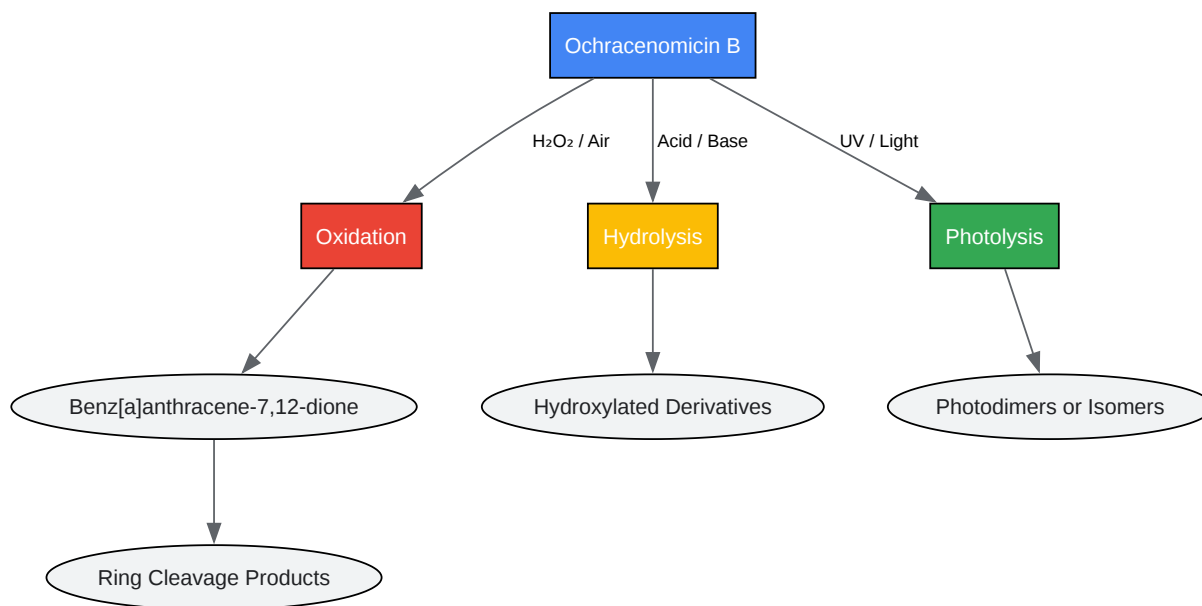 Ochracenomicin B
H₂O₂ / Air
Acid / Base
UV / Light
Oxidation
Hydrolysis
Photolysis
Benz[a]anthracene-7,12-dione
Hydroxylated Derivatives
Photodimers or Isomers
Ring Cleavage Products